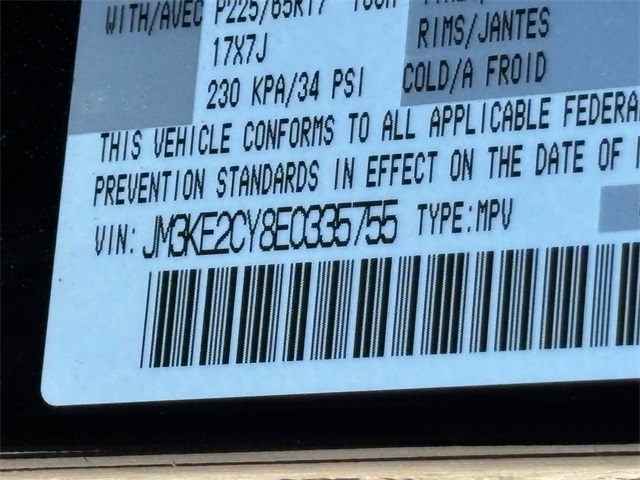 WITH/AVEC P225/65R17
RIMS/JANTES
17X7J
COLD/A FROID
230 KPA/34 PSI
THIS VEHICLE CONFORMS TO ALL APPLICABLE FEDERA
PREVENTION STANDARDS IN EFFECT ON THE DATE OF
VIN: JM3KE2CY8E0335755 TYPE:MPV